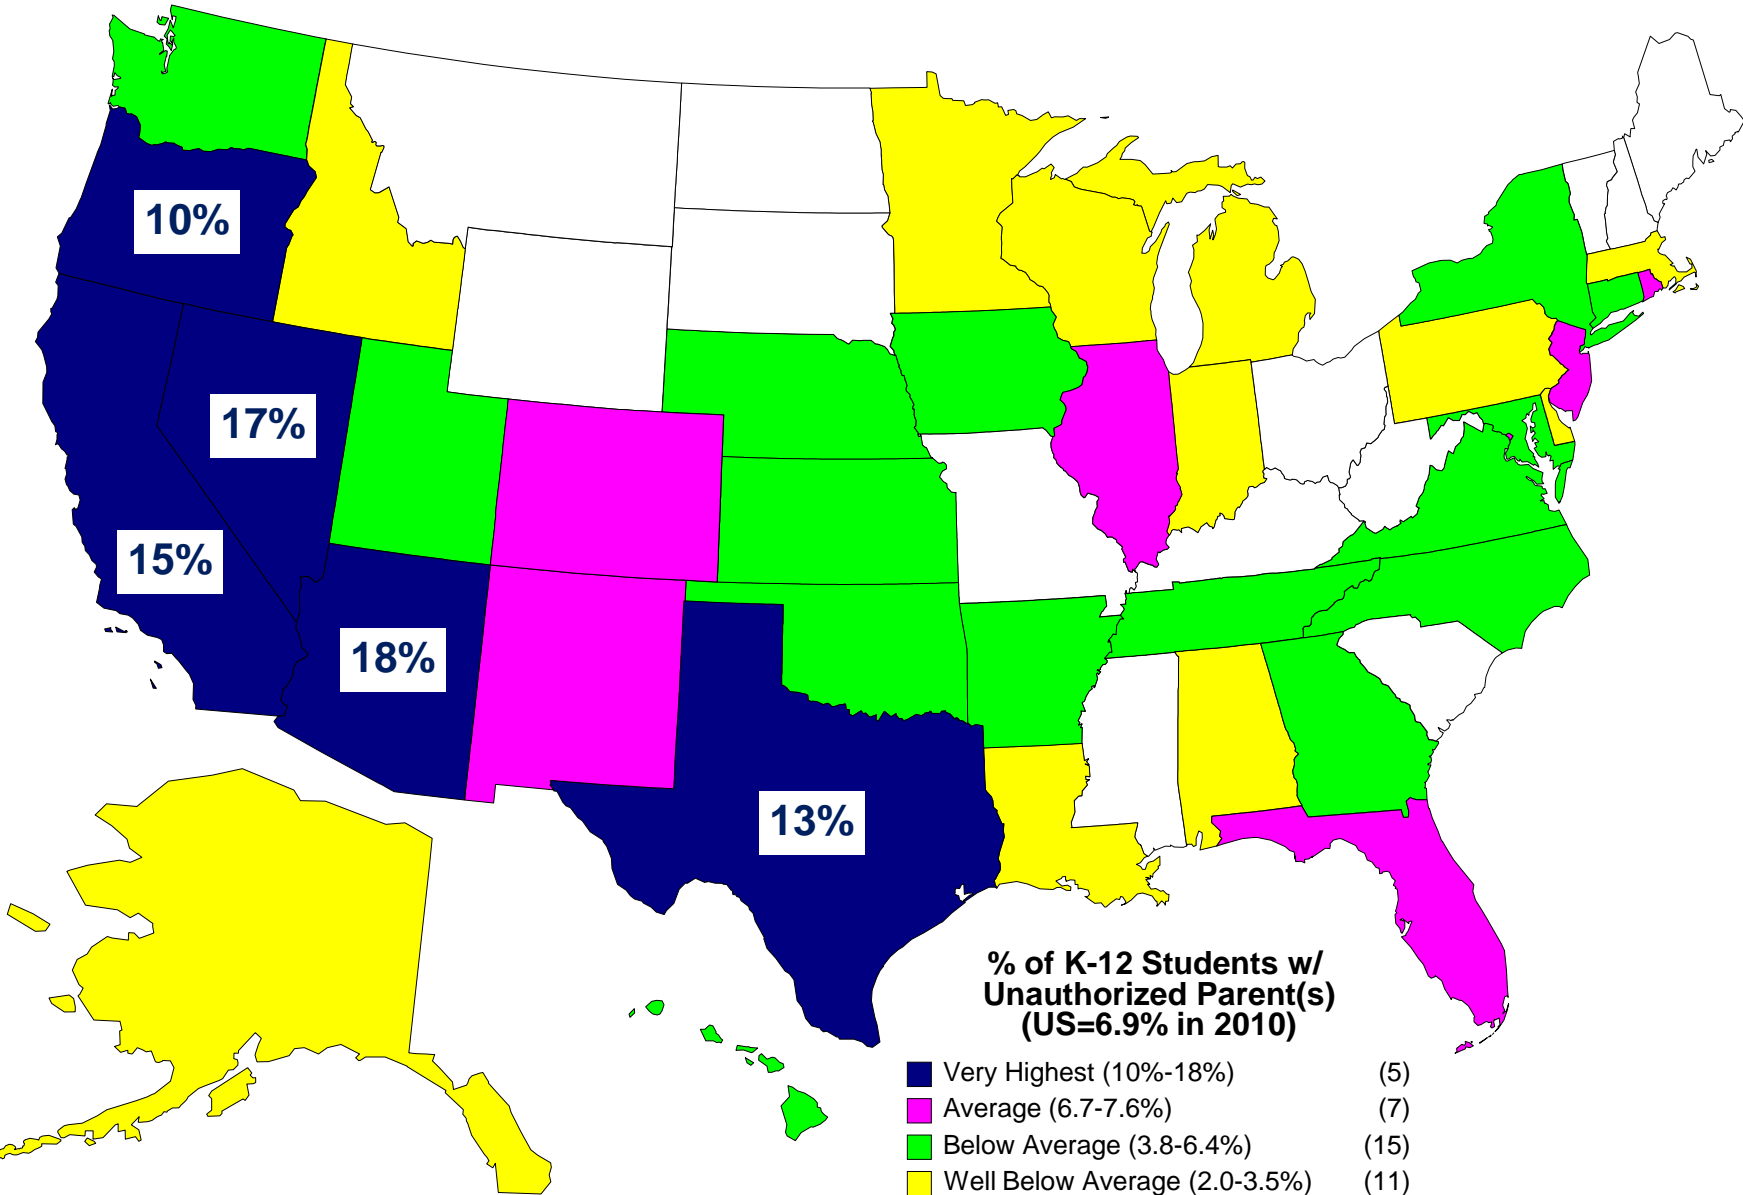 10%
17%
15%
18%
13%
% of K-12 Students w/
Unauthorized Parent(s)
(US=6.9% in 2010)
Very Highest (10%-18%) (5)
Average (6.7-7.6%) (7)
Below Average (3.8-6.4%) (15)
Well Below Average (2.0-3.5%) (11)